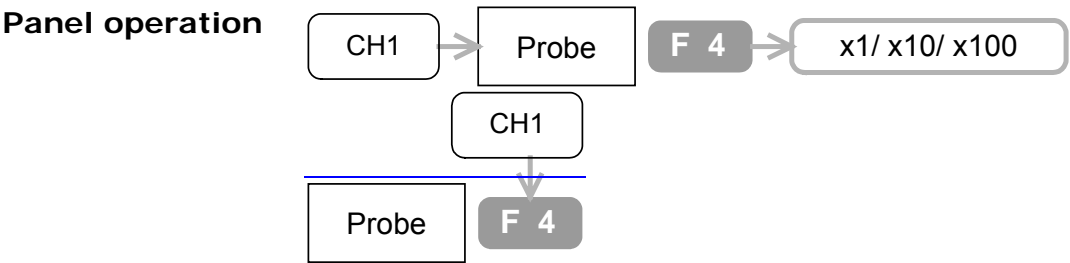 Panel operation CH1 Probe F 4 x1/ x10/ x100
CH1
Probe F 4